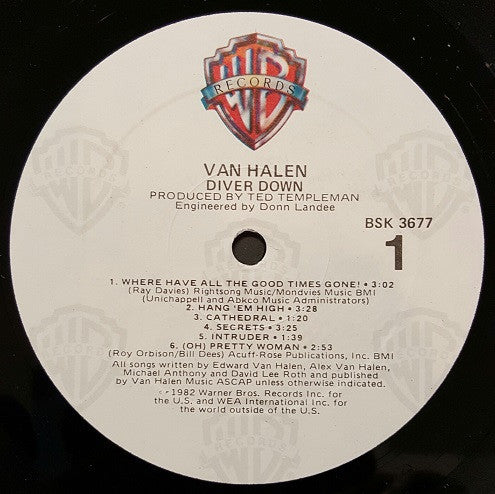 WB
RECORDS
VAN HALEN
DIVER DOWN
PRODUCED BY TED TEMPLEMAN
Engineered by Donn Landee
BSK 3677
1
1. WHERE HAVE ALL THE GOOD TIMES GONE! • 3:02
(Ray Davies) Rightsong Music/Mondvies Music BMI
(Unichappell and Abkco Music Administrators)
2. HANG 'EM HIGH • 3:28
3. CATHEDRAL • 1:20
4. SECRETS • 3:25
5. INTRUDER • 1:39
6. (OH) PRETTY WOMAN • 2:53
(Roy Orbison/Bill Dees) Acuff-Rose Publications, Inc. BMI
All songs written by Edward Van Halen, Alex Van Halen,
Michael Anthony and David Lee Roth and published
by Van Halen Music ASCAP unless otherwise indicated.
1982 Warner Bros. Records Inc. for
the U.S. and WEA International Inc. for
the world outside of the U.S.